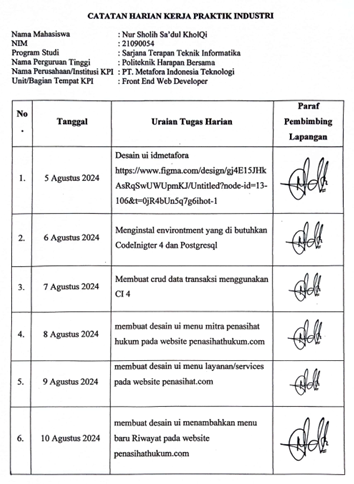 CATATAN HARIAN KERJA PRAKTIK INDUSTRI
Nama Mahasiswa : Nur Sholih Sa'dul KholQi
NIM : 21090054
Program Studi : Sarjana Terapan Teknik Informatika
Nama Perguruan Tinggi : Politeknik Harapan Bersama
Nama Perusahaan/Institusi KPI : PT. Metafora Indonesia Teknologi
Unit/Bagian Tempat KPI : Front End Web Developer
No. Tanggal Uraian Tugas Harian Paraf Pembimbing Lapangan
1. 5 Agustus 2024 Desain ui idmetafora
https://www.figma.com/design/gj4E15JHk
AsRqSwUWUpmKJ/Untitled?node-id=13-
106&t=0jR4bUn5q7g6ihot-1
2. 6 Agustus 2024 Menginstal environtment yang di butuhkan
CodeInigter 4 dan Postgresql
3. 7 Agustus 2024 Membuat crud data transaksi menggunakan
CI 4
4. 8 Agustus 2024 membuat desain ui menu mitra penasihat
hukum pada website penasihathukum.com
5. 9 Agustus 2024 membuat desain ui menu layanan/services
pada website penasihat.com
6. 10 Agustus 2024 membuat desain ui menambahkan menu
baru Riwayat pada website
penasihathukum.com